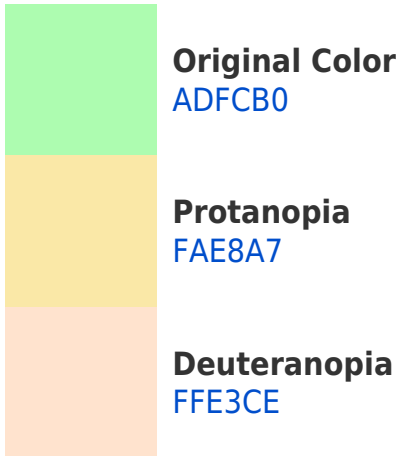 Original Color
ADFCB0
Protanopia
FAE8A7
Deuteranopia
FFE3CE